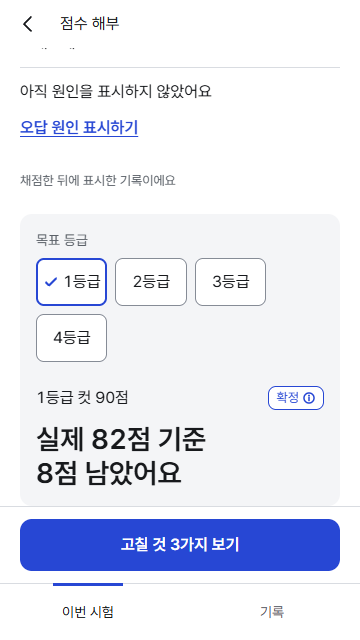 점수 해부
아직 원인을 표시하지 않았어요
오답 원인 표시하기
채점한 뒤에 표시한 기록이에요
목표 등급
1등급
2등급
3등급
4등급
1등급 컷 90점
확정
실제 82점 기준
8점 남았어요
고칠 것 3가지 보기
이번 시험
기록